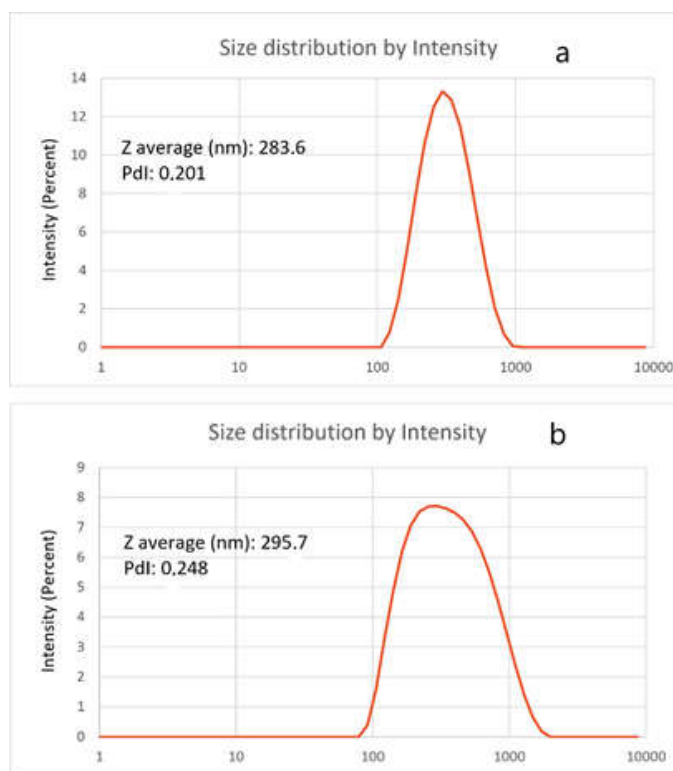 Size distribution by Intensity
a
14
12
10
8
6
4
2
0
Intensity (Percent)
Z average (nm): 283.6
PdI: 0,201
1
10
100
1000
10000
Size distribution by Intensity
b
9
8
7
6
5
4
3
2
1
0
Intensity (Percent)
Z average (nm): 295.7
PdI: 0,248
1
10
100
1000
10000